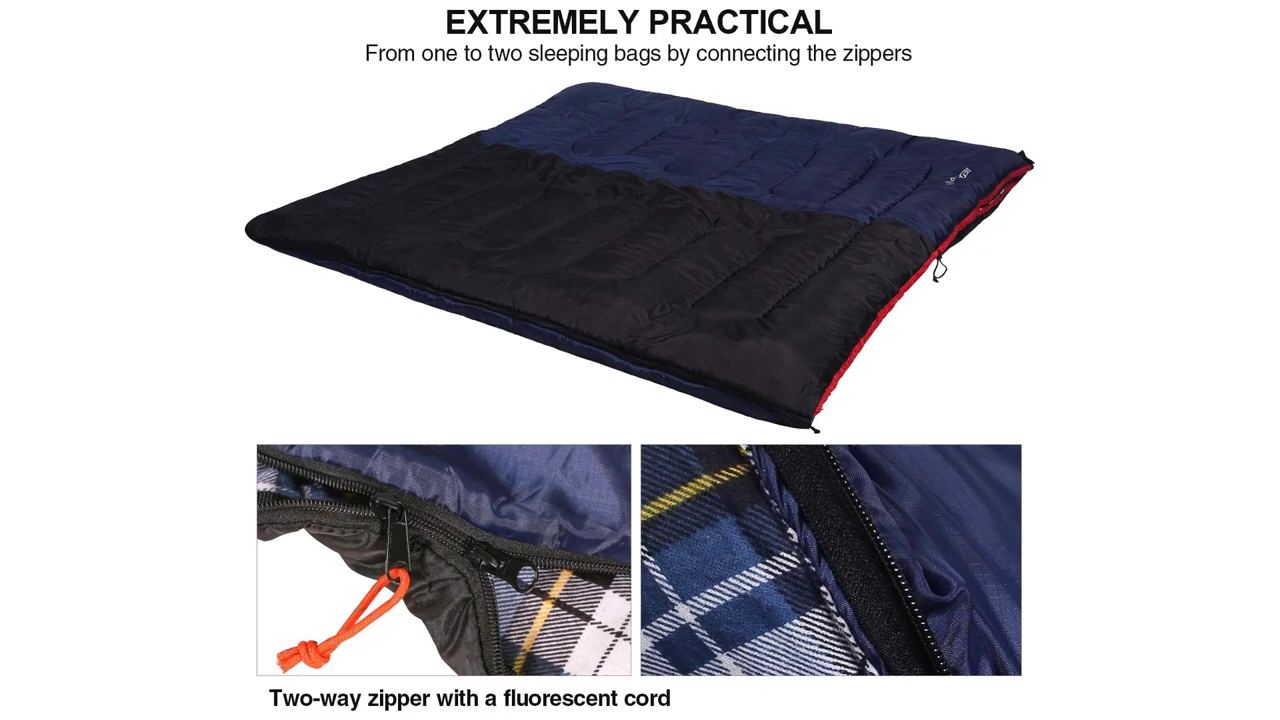 EXTREMELY PRACTICAL
From one to two sleeping bags by connecting the zippers
Two-way zipper with a fluorescent cord